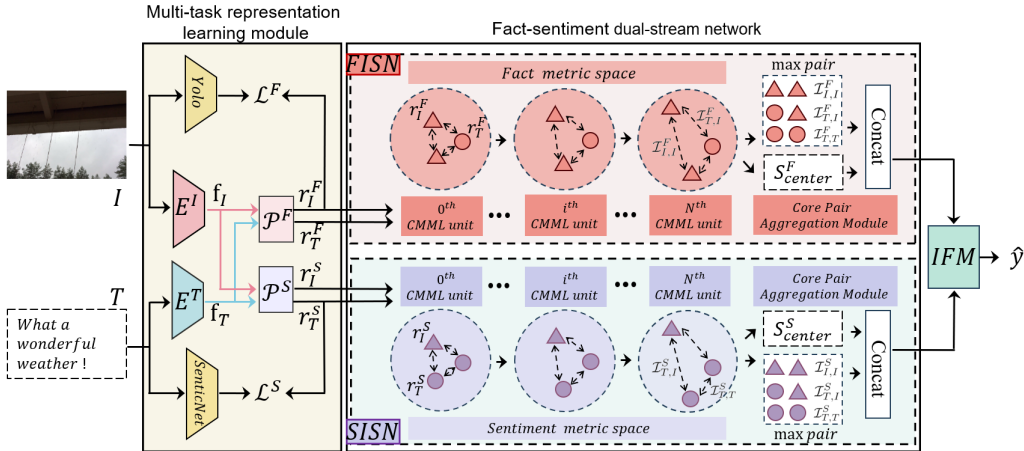 Multi-task representation
learning module
Fact-sentiment dual-stream network
FISN
Fact metric space
max pair
Yolo
ℒ^F
r_I^F
r_T^F
ℐ_{I,I}^F
ℐ_{T,I}^F
ℐ_{I,I}^F
ℐ_{T,I}^F
ℐ_{T,T}^F
S_{center}^F
Concat
I
E^I
f_I
𝒫^F
r_I^F
r_T^F
0^{th}
CMML unit
•••
i^{th}
CMML unit
•••
N^{th}
CMML unit
Core Pair
Aggregation Module
IFM
ŷ
T
What a
wonderful
weather !
E^T
f_T
𝒫^S
r_I^S
r_T^S
0^{th}
CMML unit
•••
i^{th}
CMML unit
•••
N^{th}
CMML unit
Core Pair
Aggregation Module
r_I^S
r_T^S
ℐ_{T,I}^S
S_{center}^S
ℐ_{I,I}^S
ℐ_{T,I}^S
ℐ_{T,T}^S
Concat
SenticNet
ℒ^S
SISN
Sentiment metric space
max pair